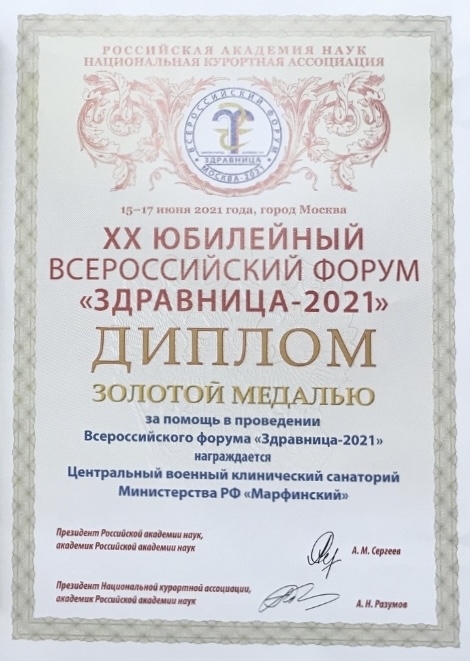 РОССИЙСКАЯ АКАДЕМИЯ НАУК
НАЦИОНАЛЬНАЯ КУРОРТНАЯ АССОЦИАЦИЯ
ВСЕРОССИЙСКИЙ ФОРУМ
ЗДРАВНИЦА
МОСКВА-2021
15–17 июня 2021 года, город Москва
XX ЮБИЛЕЙНЫЙ
ВСЕРОССИЙСКИЙ ФОРУМ
«ЗДРАВНИЦА-2021»
ДИПЛОМ
ЗОЛОТОЙ МЕДАЛЬЮ
за помощь в проведении
Всероссийского форума «Здравница-2021»
награждается
Центральный военный клинический санаторий
Министерства РФ «Марфинский»
Президент Российской академии наук,
академик Российской академии наук
А. М. Сергеев
Президент Национальной курортной ассоциации,
академик Российской академии наук
А. Н. Разумов